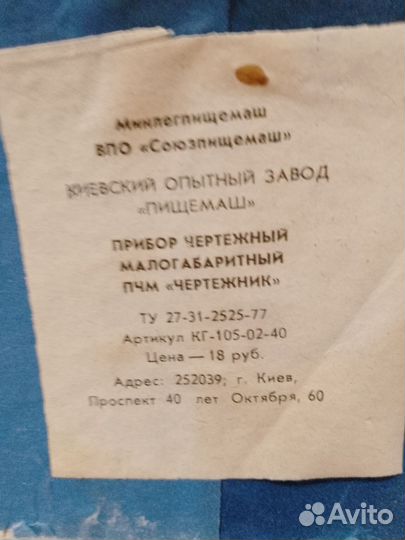 Минлегпищемаш
ВПО «Союзпищемаш»
КИЕВСКИЙ ОПЫТНЫЙ ЗАВОД
«ПИЩЕМАШ»
ПРИБОР ЧЕРТЕЖНЫЙ
МАЛОГАБАРИТНЫЙ
ПЧМ «ЧЕРТЕЖНИК»
ТУ 27-31-2525-77
Артикул КГ-105-02-40
Цена — 18 руб.
Адрес: 252039; г. Киев,
Проспект 40 лет Октября, 60
Avito